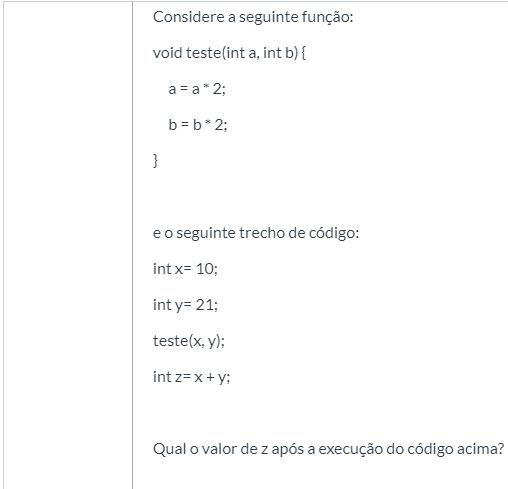 Considere a seguinte função:
void teste(int a, int b) {
a = a * 2;
b = b * 2;
}
e o seguinte trecho de código:
int x= 10;
int y= 21;
teste(x, y);
int z= x + y;
Qual o valor de z após a execução do código acima?